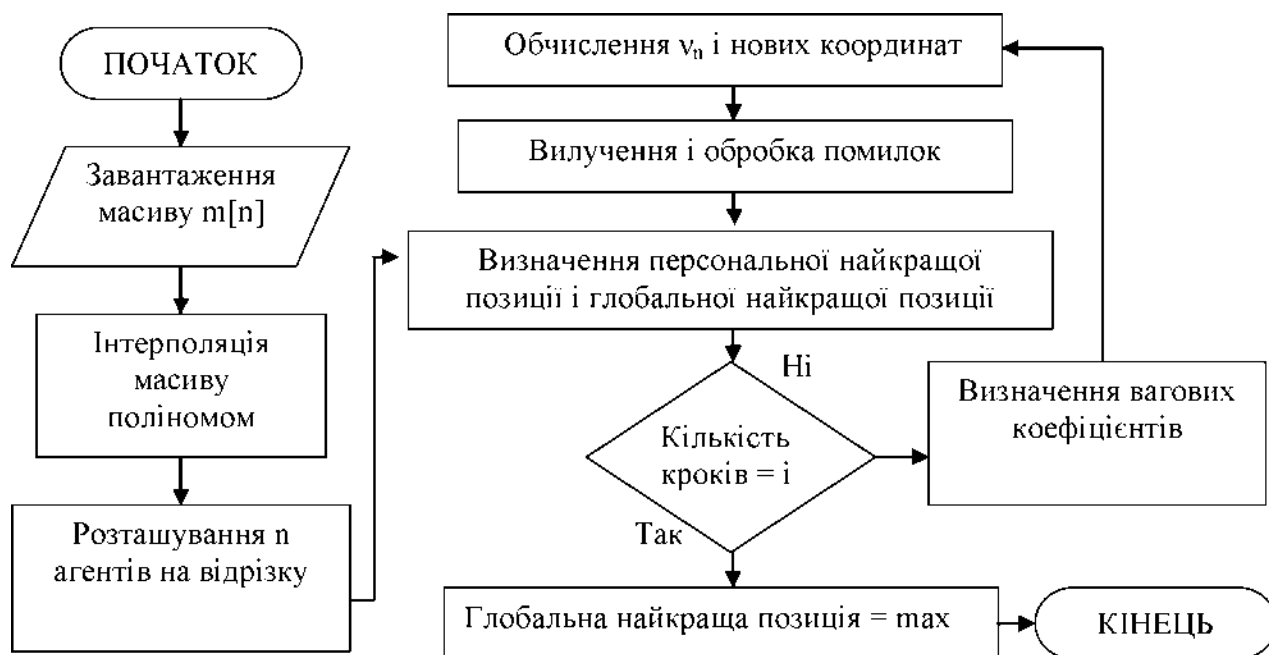 ПОЧАТОК
Завантаження
масиву m[n]
Інтерполяція
масиву
поліномом
Розташування n
агентів на відрізку
Обчислення vₙ і нових координат
Вилучення і обробка помилок
Визначення персональної найкращої
позиції і глобальної найкращої позиції
Ні
Кількість
кроків = і
Визначення вагових
коефіцієнтів
Так
Глобальна найкраща позиція = max
КІНЕЦЬ